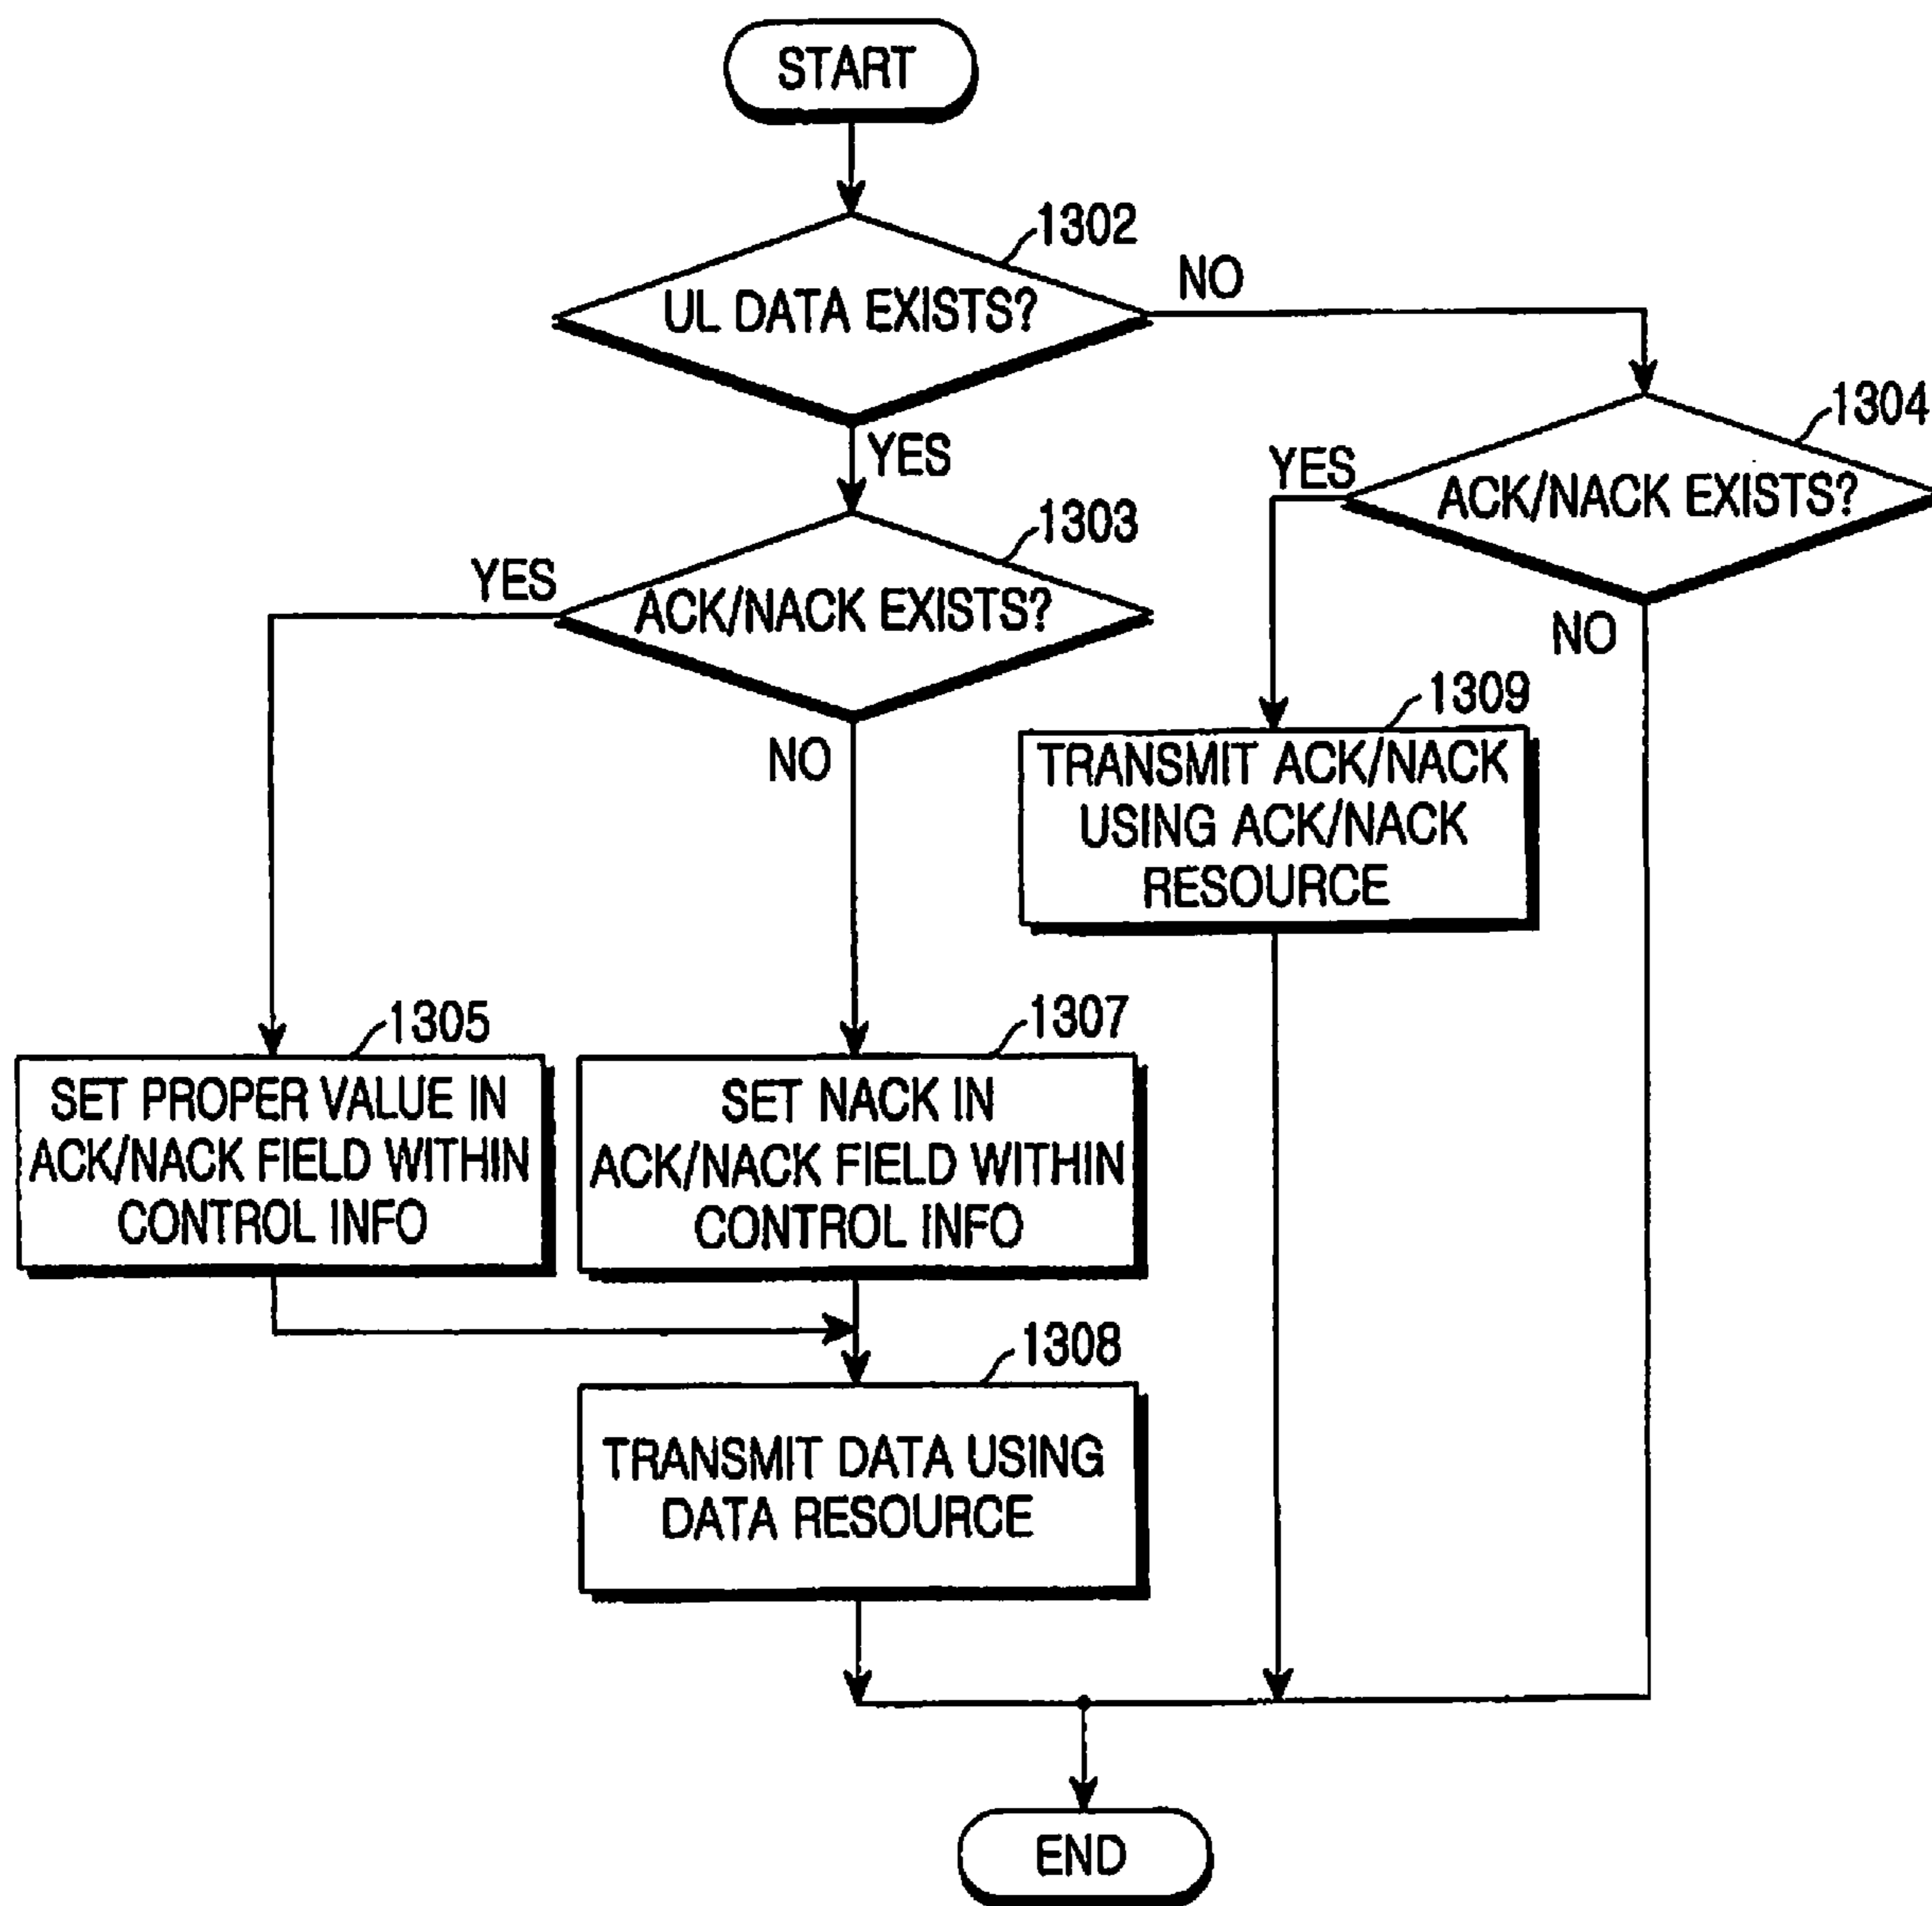 START
1302
UL DATA EXISTS?
NO
YES
1304
ACK/NACK EXISTS?
YES
NO
1303
ACK/NACK EXISTS?
YES
NO
1309
TRANSMIT ACK/NACK
USING ACK/NACK
RESOURCE
1305
SET PROPER VALUE IN
ACK/NACK FIELD WITHIN
CONTROL INFO
1307
SET NACK IN
ACK/NACK FIELD WITHIN
CONTROL INFO
1308
TRANSMIT DATA USING
DATA RESOURCE
END